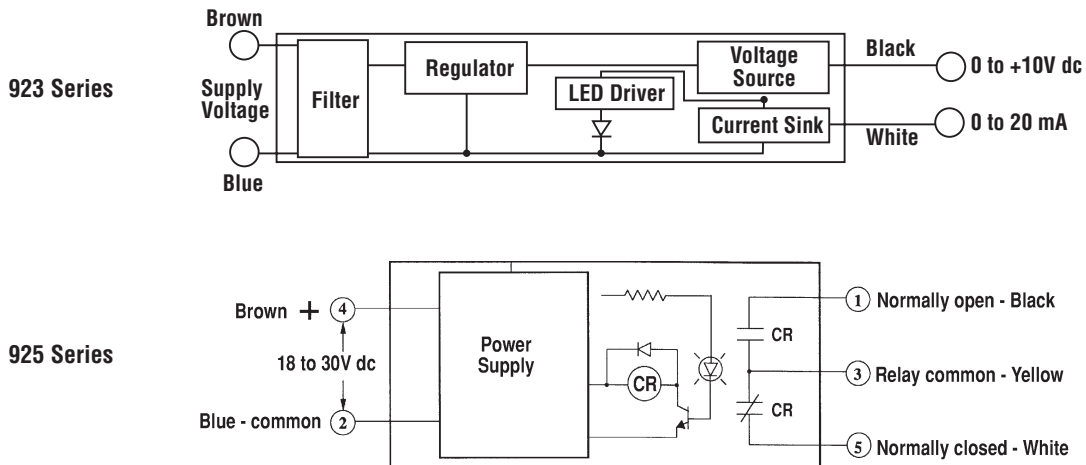 923 Series
Brown
Supply
Voltage
Blue
Filter
Regulator
LED Driver
Voltage
Source
Current Sink
Black
0 to +10V dc
White
0 to 20 mA
925 Series
Brown + 4
18 to 30V dc
Blue - common 2
Power
Supply
CR
CR
CR
1 Normally open - Black
3 Relay common - Yellow
5 Normally closed - White